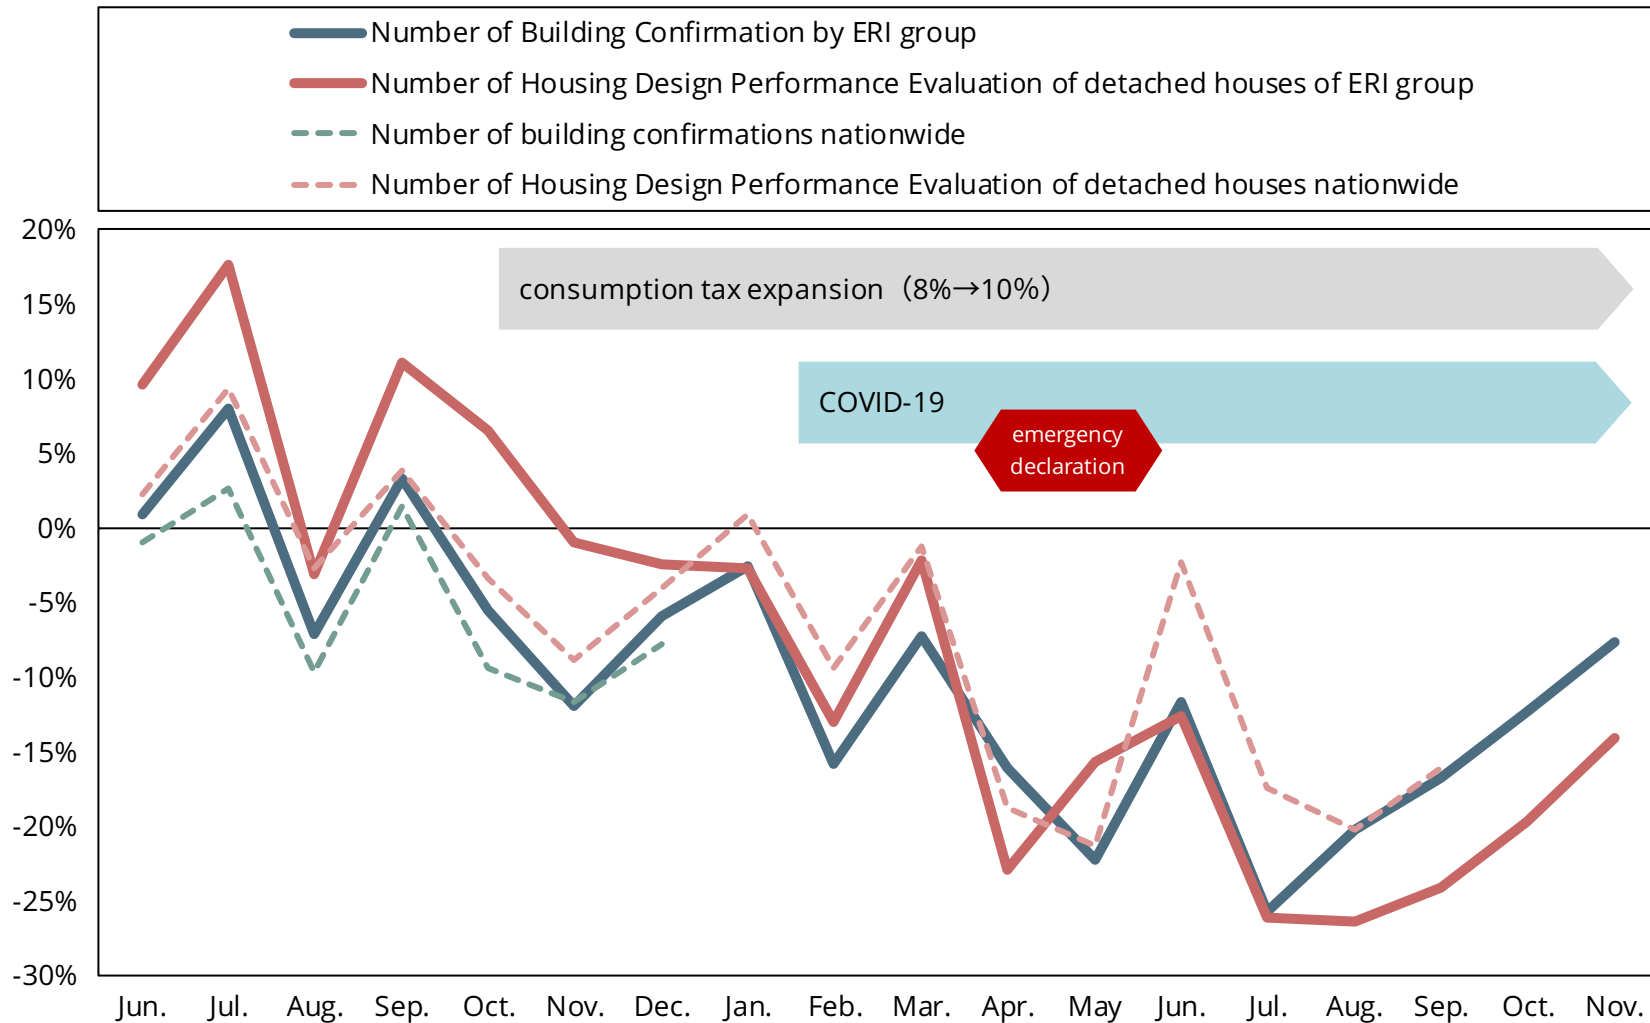 Number of Building Confirmation by ERI group
Number of Housing Design Performance Evaluation of detached houses of ERI group
Number of building confirmations nationwide
Number of Housing Design Performance Evaluation of detached houses nationwide
20%
15%
10%
5%
0%
-5%
-10%
-15%
-20%
-25%
-30%
consumption tax expansion（8%→10%）
COVID-19
emergency
declaration
Jun. Jul. Aug. Sep. Oct. Nov. Dec. Jan. Feb. Mar. Apr. May Jun. Jul. Aug. Sep. Oct. Nov.